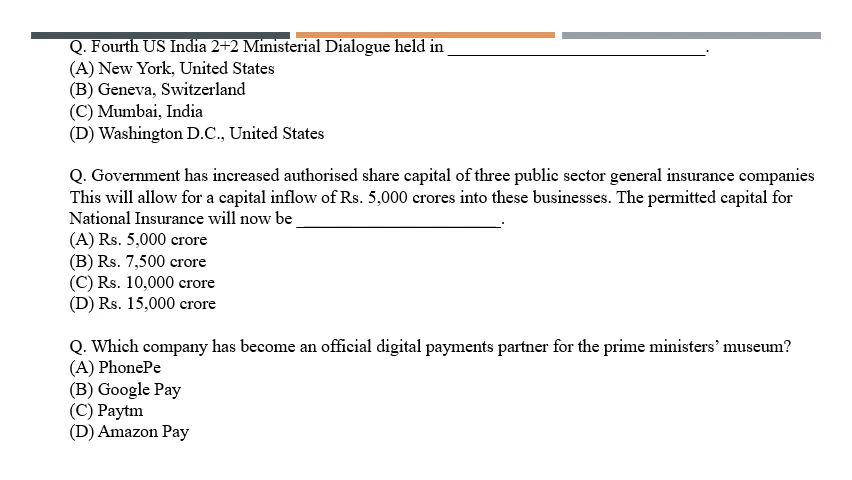 Q. Fourth US India 2+2 Ministerial Dialogue held in ______________________________.
(A) New York, United States
(B) Geneva, Switzerland
(C) Mumbai, India
(D) Washington D.C., United States
Q. Government has increased authorised share capital of three public sector general insurance companies
This will allow for a capital inflow of Rs. 5,000 crores into these businesses. The permitted capital for
National Insurance will now be ________________________.
(A) Rs. 5,000 crore
(B) Rs. 7,500 crore
(C) Rs. 10,000 crore
(D) Rs. 15,000 crore
Q. Which company has become an official digital payments partner for the prime ministers’ museum?
(A) PhonePe
(B) Google Pay
(C) Paytm
(D) Amazon Pay